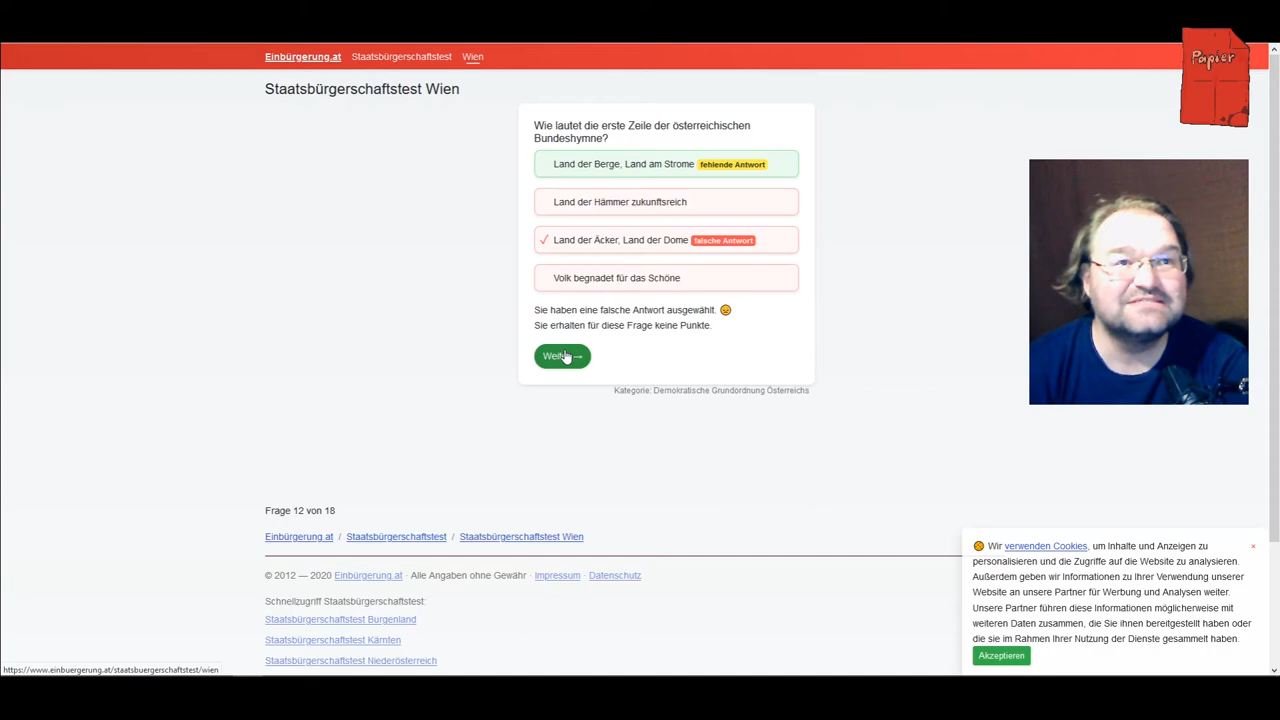 Einbürgerung.at Staatsbürgerschaftstest Wien
Papier
Staatsbürgerschaftstest Wien
Wie lautet die erste Zeile der österreichischen
Bundeshymne?
Land der Berge, Land am Strome fehlende Antwort
Land der Hämmer zukunftsreich
✓ Land der Äcker, Land der Dome falsche Antwort
Volk begnadet für das Schöne
Sie haben eine falsche Antwort ausgewählt.
Sie erhalten für diese Frage keine Punkte.
→
Kategorie: Demokratische Grundordnung Österreichs
Frage 12 von 18
Einbürgerung.at / Staatsbürgerschaftstest / Staatsbürgerschaftstest Wien
© 2012 — 2020 Einbürgerung.at · Alle Angaben ohne Gewähr · Impressum · Datenschutz
Schnellzugriff Staatsbürgerschaftstest:
Staatsbürgerschaftstest Burgenland
Staatsbürgerschaftstest Kärnten
Staatsbürgerschaftstest Niederösterreich
https://www.einbuergerung.at/staatsbuergerschaftstest/wien
Wir verwenden Cookies, um Inhalte und Anzeigen zu ×
personalisieren und die Zugriffe auf die Website zu analysieren.
Außerdem geben wir Informationen zu Ihrer Verwendung unserer
Website an unsere Partner für Werbung und Analysen weiter.
Unsere Partner führen diese Informationen möglicherweise mit
weiteren Daten zusammen, die Sie ihnen bereitgestellt haben oder
die sie im Rahmen Ihrer Nutzung der Dienste gesammelt haben.
Akzeptieren